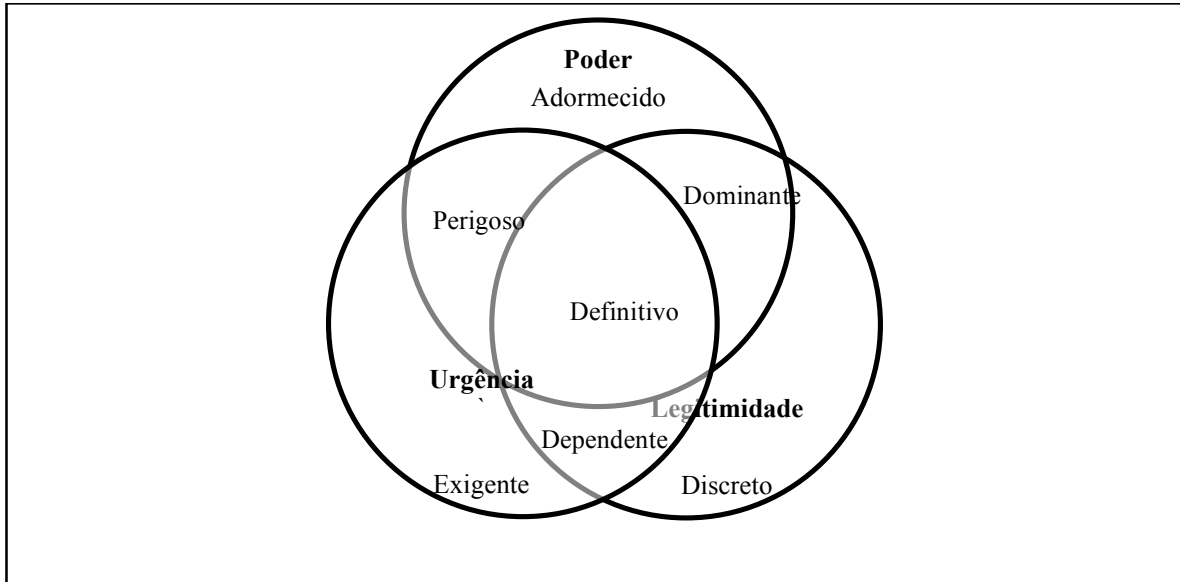 Poder
Adormecido
Dominante
Perigoso
Definitivo
Urgência
Legitimidade
Dependente
Exigente
Discreto